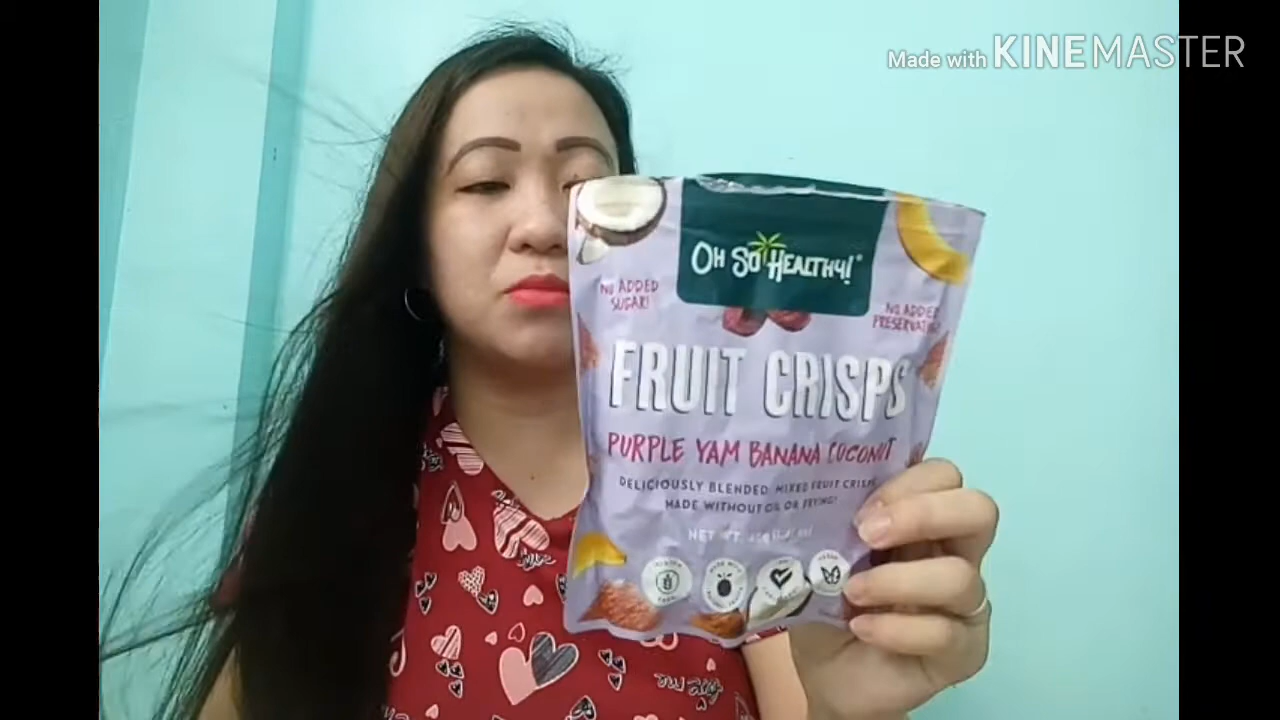 Made with KINEMASTER
OH SO HEALTHY!®
NO ADDED
SUGAR!
NO ADDED
FRUIT CRISPS
PURPLE YAM BANANA COCONUT
DELICIOUSLY BLENDED MIXED FRUIT
MADE WITHOUT OIL OR FRYING!
NET WT.
me